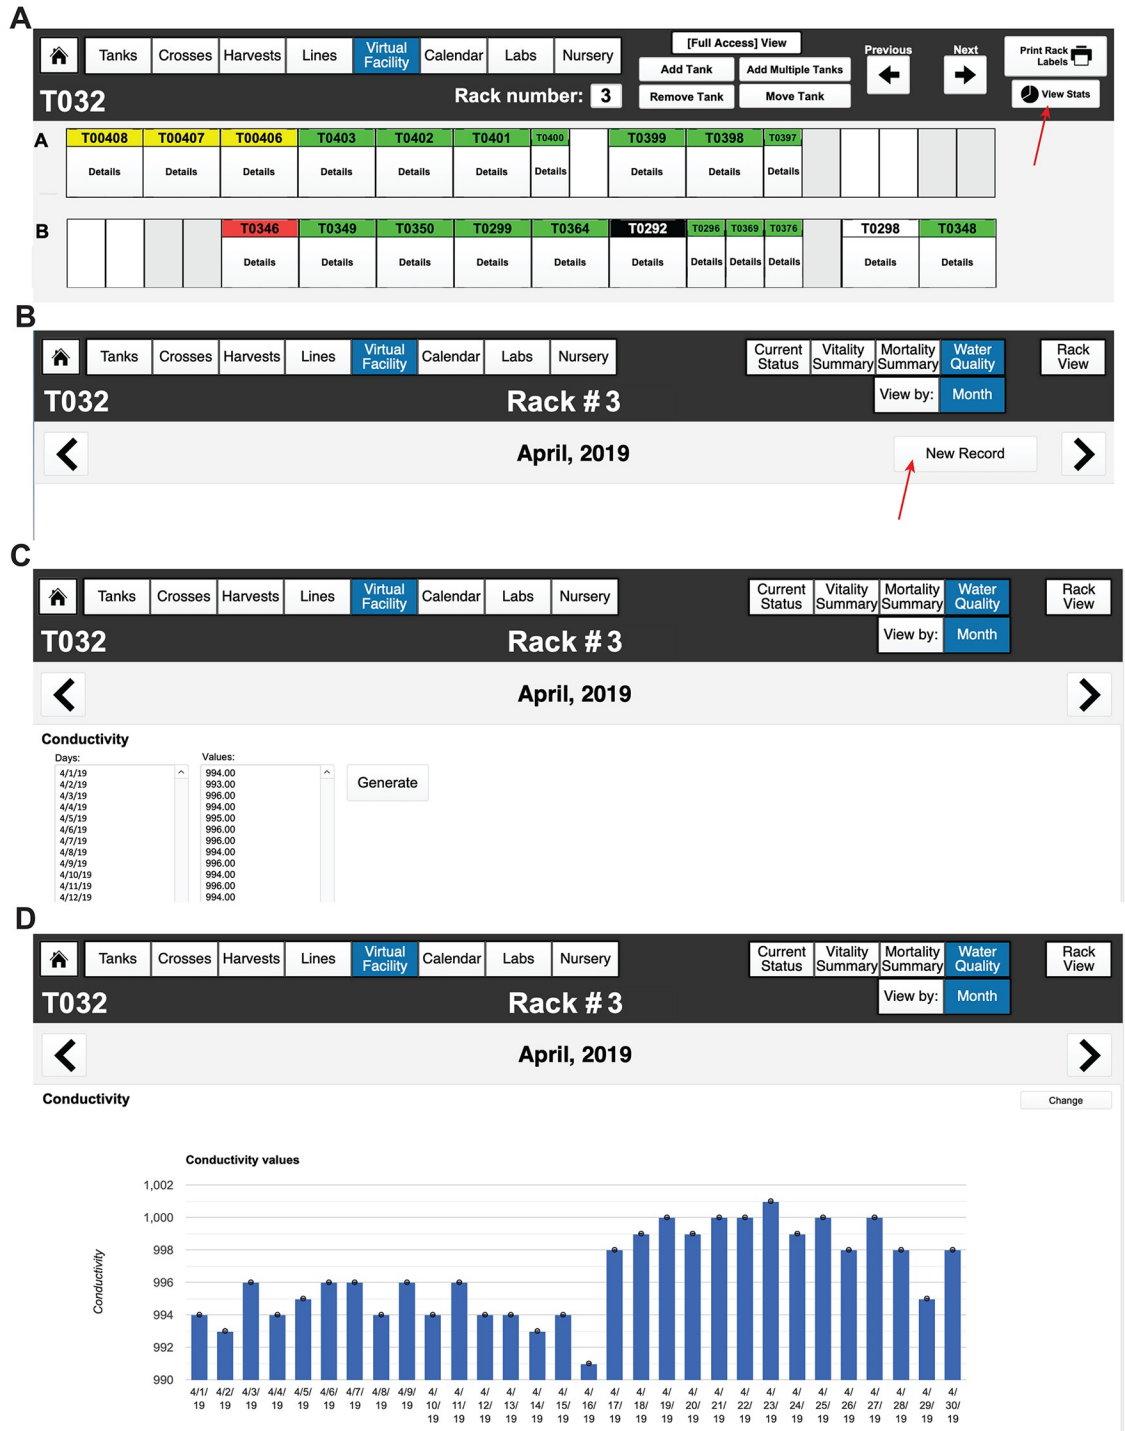 A
Tanks Crosses Harvests Lines Virtual Facility Calendar Labs Nursery
[Full Access] View
Add Tank Add Multiple Tanks
Remove Tank Move Tank
Previous Next
Print Rack Labels
View Stats
T032 Rack number: 3
A T00408 T00407 T00406 T0403 T0402 T0401 T0400 T0399 T0398 T0397
Details Details Details Details Details Details Details Details Details Details
B T0346 T0349 T0350 T0299 T0364 T0292 T0296 T0369 T0376 T0298 T0348
Details Details Details Details Details Details Details Details Details Details Details
B
Tanks Crosses Harvests Lines Virtual Facility Calendar Labs Nursery
Current Status Vitality Summary Mortality Summary Water Quality Rack View
View by: Month
T032 Rack # 3
April, 2019 New Record
C
Tanks Crosses Harvests Lines Virtual Facility Calendar Labs Nursery
Current Status Vitality Summary Mortality Summary Water Quality Rack View
View by: Month
T032 Rack # 3
April, 2019
Conductivity
Days: Values:
4/1/19 994.00
4/2/19 993.00
4/3/19 996.00
4/4/19 994.00
4/5/19 995.00
4/6/19 996.00
4/7/19 996.00
4/8/19 994.00
4/9/19 996.00
4/10/19 994.00
4/11/19 996.00
4/12/19 994.00
Generate
D
Tanks Crosses Harvests Lines Virtual Facility Calendar Labs Nursery
Current Status Vitality Summary Mortality Summary Water Quality Rack View
View by: Month
T032 Rack # 3
April, 2019
Conductivity Change
Conductivity values
1,002
1,000
998
996
994
992
990
Conductivity
4/1/19 4/2/19 4/3/19 4/4/19 4/5/19 4/6/19 4/7/19 4/8/19 4/9/19 4/10/19 4/11/19 4/12/19 4/13/19 4/14/19 4/15/19 4/16/19 4/17/19 4/18/19 4/19/19 4/20/19 4/21/19 4/22/19 4/23/19 4/24/19 4/25/19 4/26/19 4/27/19 4/28/19 4/29/19 4/30/19